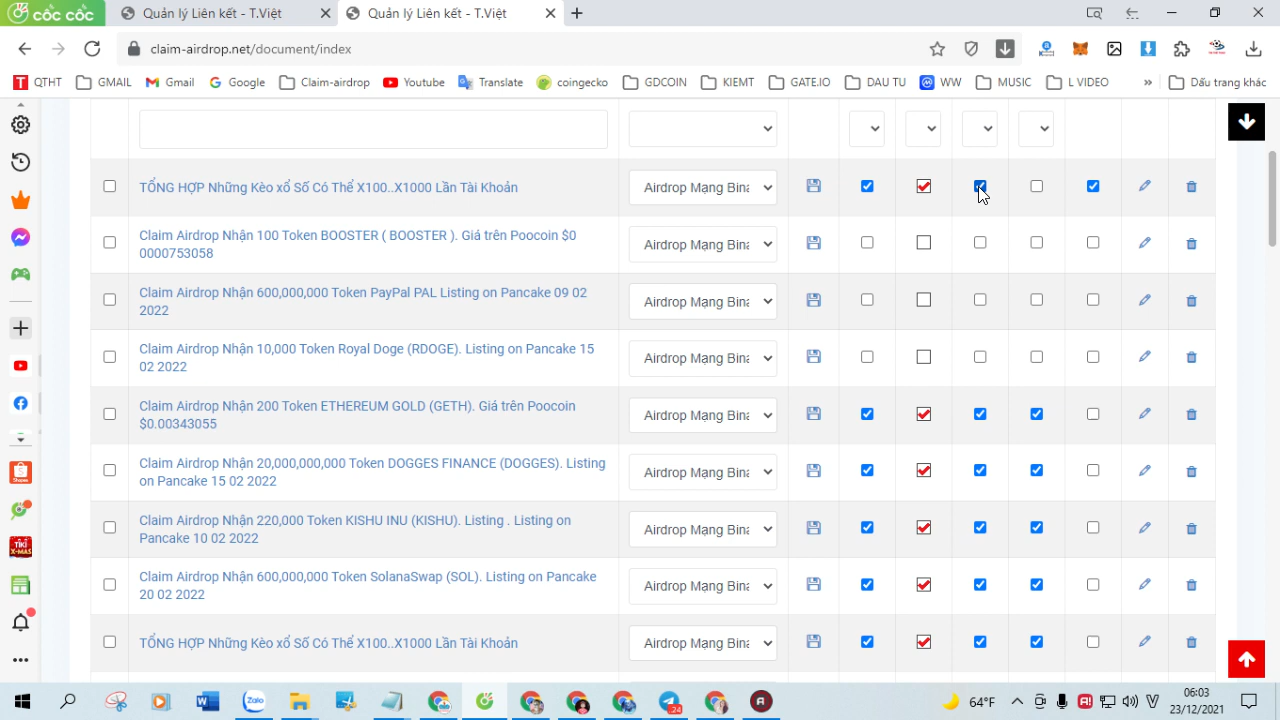 cốc cốc
Quản lý kết - T.Việt
Quản lý kết - T.Việt
claim-airdrop.net/document/index
QTHT
GMAIL
Gmail
Google
Claim-airdrop
Youtube
Translate
coingecko
GDCOIN
KIEMT
GATE.IO
DAU TU
WW
MUSIC
L VIDEO
»
Dấu trang khác
TỔNG HỢP Những Kèo xổ Số Có Thể X100..X1000 Lần Tài Khoản
Airdrop Mạng Bina
Claim Airdrop Nhận 100 Token BOOSTER ( BOOSTER ). Giá trên Poocoin $0
0000753058
Airdrop Mạng Bina
Claim Airdrop Nhận 600,000,000 Token PayPal PAL Listing on Pancake 09 02
2022
Airdrop Mạng Bina
Claim Airdrop Nhận 10,000 Token Royal Doge (RDOGE). Listing on Pancake 15
02 2022
Airdrop Mạng Bina
Claim Airdrop Nhận 200 Token ETHEREUM GOLD (GETH). Giá trên Poocoin
$0.00343055
Airdrop Mạng Bina
Claim Airdrop Nhận 20,000,000,000 Token DOGGES FINANCE (DOGGES). Listing
on Pancake 15 02 2022
Airdrop Mạng Bina
Claim Airdrop Nhận 220,000 Token KISHU INU (KISHU). Listing . Listing on
Pancake 10 02 2022
Airdrop Mạng Bina
Claim Airdrop Nhận 600,000,000 Token SolanaSwap (SOL). Listing on Pancake
20 02 2022
Airdrop Mạng Bina
TỔNG HỢP Những Kèo xổ Số Có Thể X100..X1000 Lần Tài Khoản
Airdrop Mạng Bina
TIKI
X-MAS
Zalo
24
64°F
06:03
23/12/2021